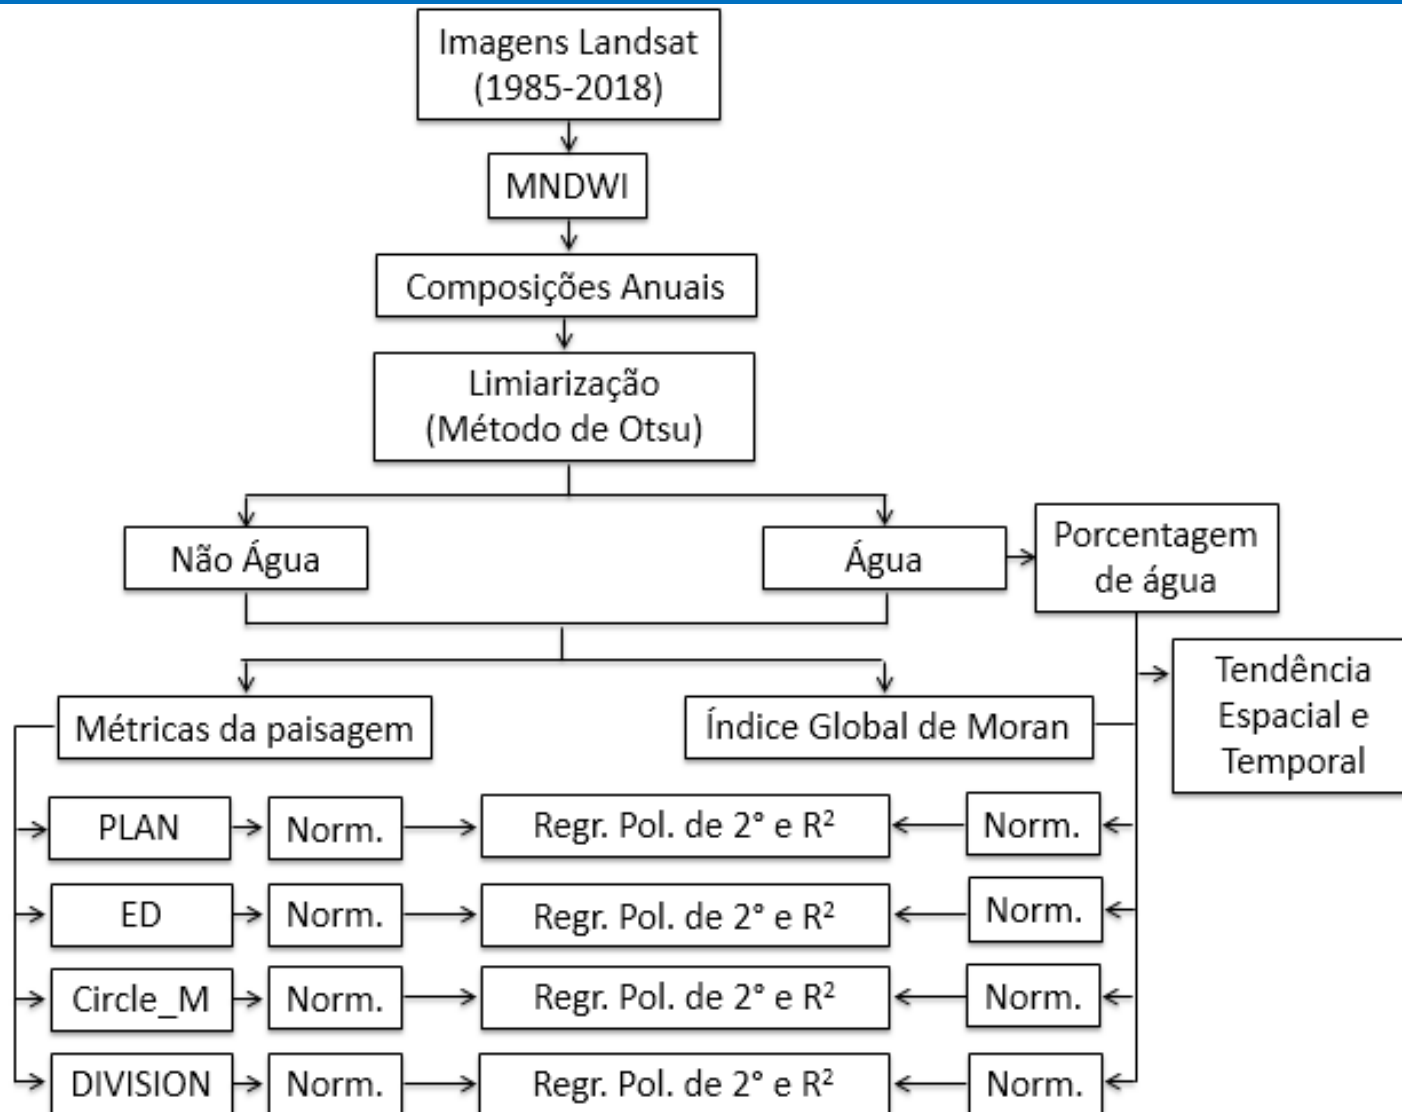 Imagens Landsat
(1985-2018)
MNDWI
Composições Anuais
Limiarização
(Método de Otsu)
Não Água
Água
Porcentagem
de água
Tendência
Espacial e
Temporal
Métricas da paisagem
Índice Global de Moran
PLAN
Norm.
Regr. Pol. de 2° e R²
Norm.
ED
Norm.
Regr. Pol. de 2° e R²
Norm.
Circle_M
Norm.
Regr. Pol. de 2° e R²
Norm.
DIVISION
Norm.
Regr. Pol. de 2° e R²
Norm.